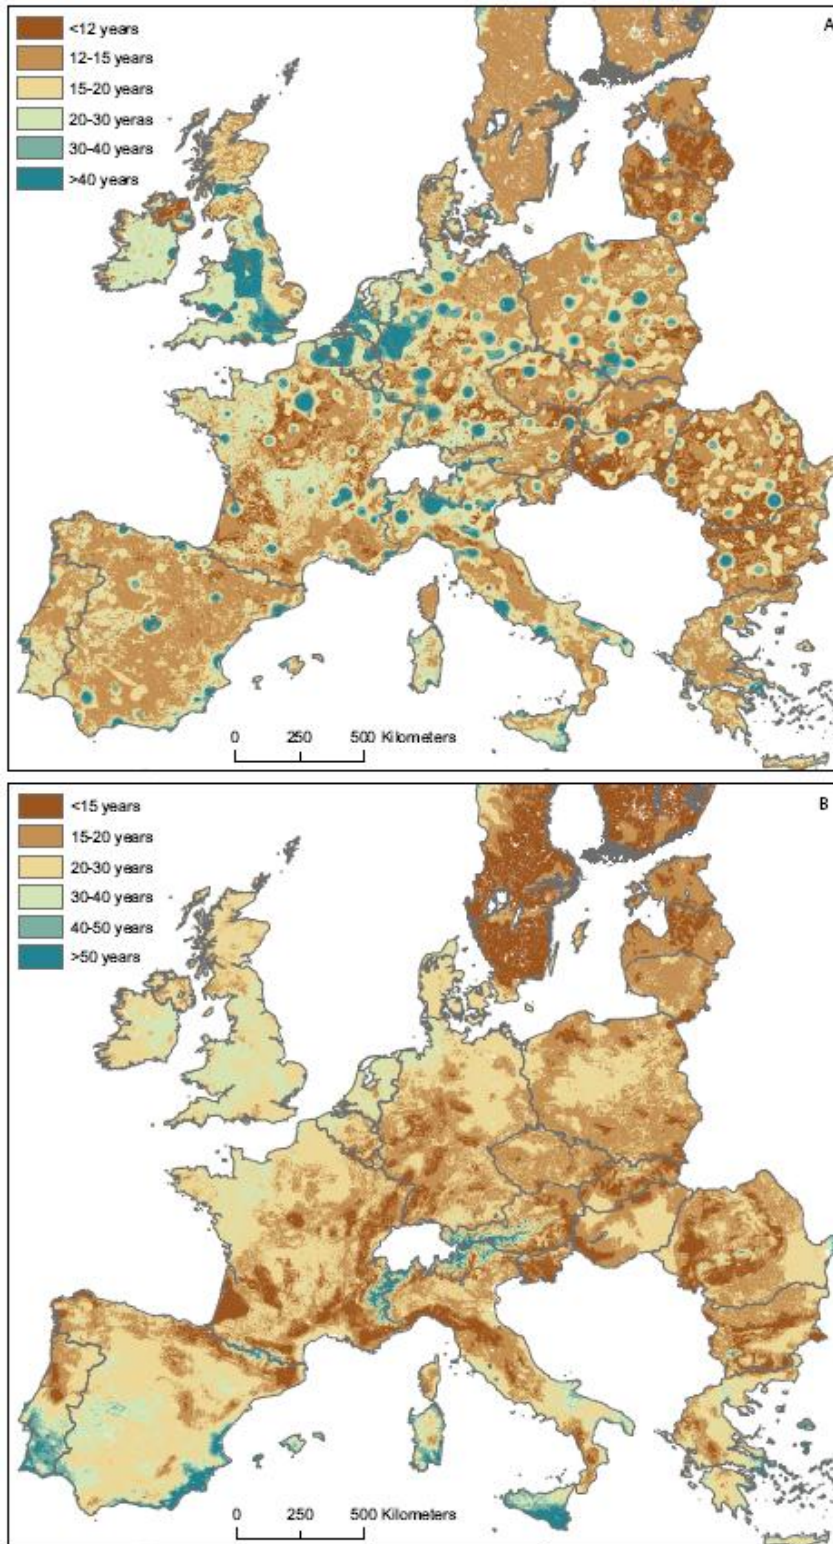 A
<12 years
12-15 years
15-20 years
20-30 yeras
30-40 years
>40 years
0 250 500 Kilometers
B
<15 years
15-20 years
20-30 years
30-40 years
40-50 years
>50 years
0 250 500 Kilometers